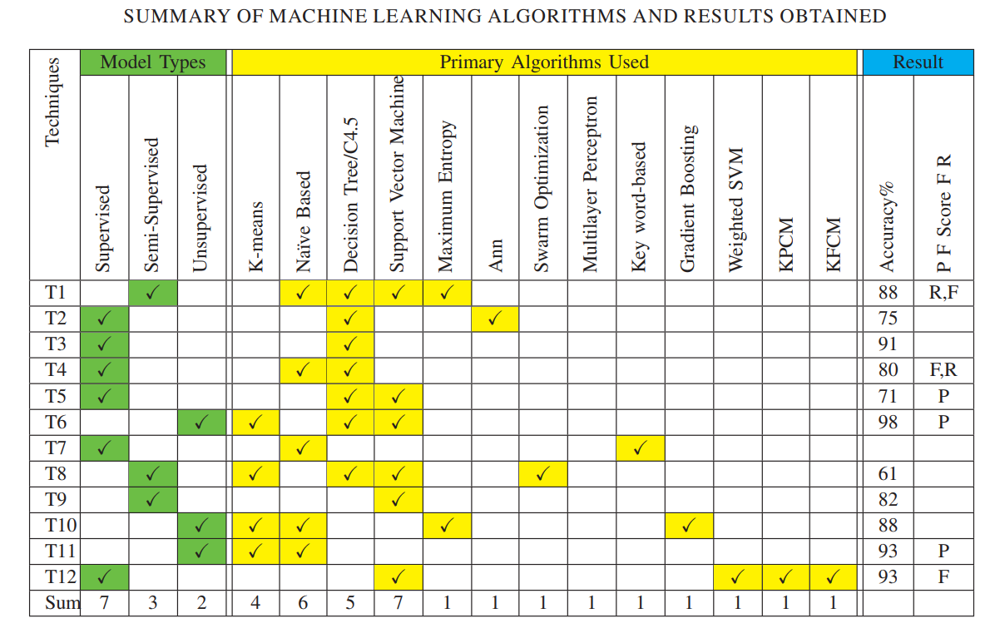 SUMMARY OF MACHINE LEARNING ALGORITHMS AND RESULTS OBTAINED
Techniques Model Types Primary Algorithms Used Result
Supervised Semi-Supervised Unsupervised K-means Naïve Based Decision Tree/C4.5 Support Vector Machine Maximum Entropy Ann Swarm Optimization Multilayer Perceptron Key word-based Gradient Boosting Weighted SVM KPCM KFCM Accuracy% P F Score F R
T1 ✓ ✓ ✓ ✓ ✓ 88 R,F
T2 ✓ ✓ ✓ 75
T3 ✓ ✓ 91
T4 ✓ ✓ ✓ 80 F,R
T5 ✓ ✓ ✓ 71 P
T6 ✓ ✓ ✓ ✓ 98 P
T7 ✓ ✓ ✓
T8 ✓ ✓ ✓ ✓ ✓ 61
T9 ✓ ✓ 82
T10 ✓ ✓ ✓ ✓ ✓ 88
T11 ✓ ✓ ✓ 93 P
T12 ✓ ✓ ✓ ✓ ✓ 93 F
Sum 7 3 2 4 6 5 7 1 1 1 1 1 1 1 1 1